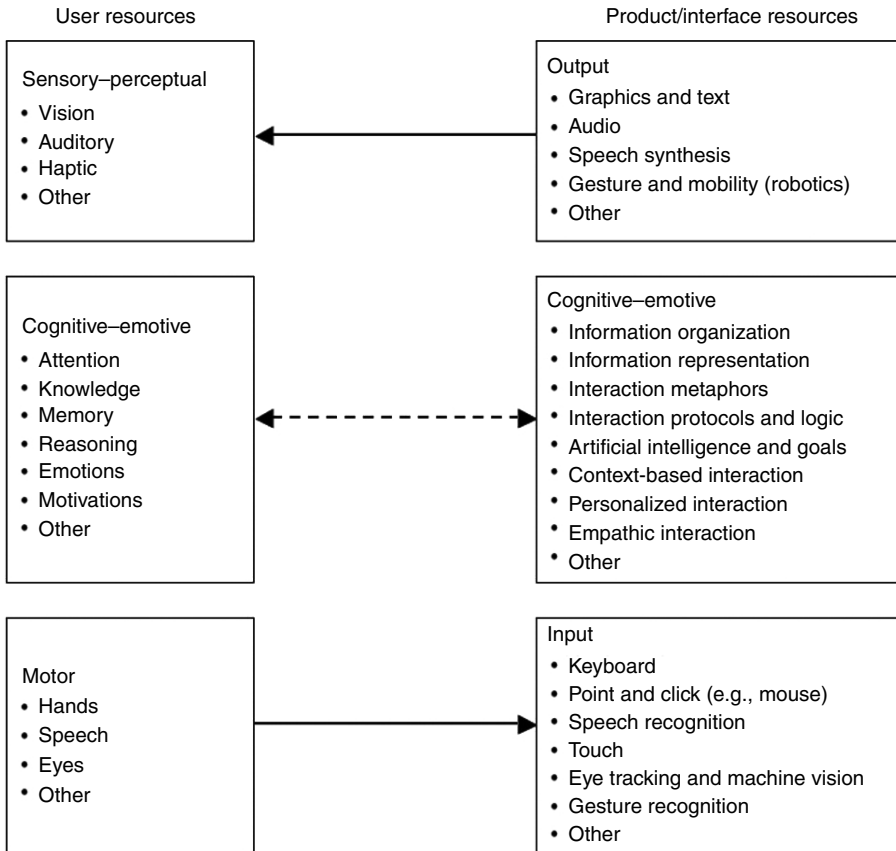 User resources
Product/interface resources
Sensory–perceptual
• Vision
• Auditory
• Haptic
• Other
Output
• Graphics and text
• Audio
• Speech synthesis
• Gesture and mobility (robotics)
• Other
Cognitive–emotive
• Attention
• Knowledge
• Memory
• Reasoning
• Emotions
• Motivations
• Other
Cognitive–emotive
• Information organization
• Information representation
• Interaction metaphors
• Interaction protocols and logic
• Artificial intelligence and goals
• Context-based interaction
• Personalized interaction
• Empathic interaction
• Other
Motor
• Hands
• Speech
• Eyes
• Other
Input
• Keyboard
• Point and click (e.g., mouse)
• Speech recognition
• Touch
• Eye tracking and machine vision
• Gesture recognition
• Other